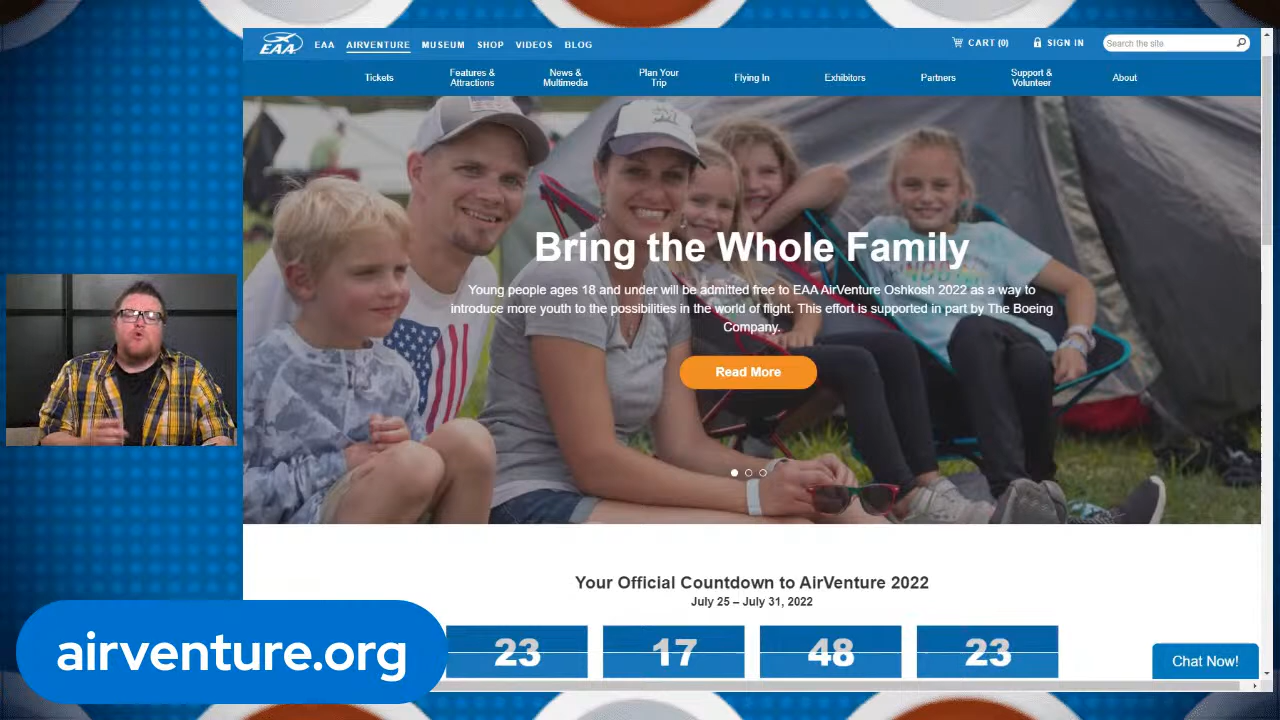 EAA
EAA AIRVENTURE MUSEUM SHOP VIDEOS BLOG
CART (0) SIGN IN Search the site
Tickets
Features &
Attractions
News &
Multimedia
Plan Your
Trip
Flying In
Exhibitors
Partners
Support &
Volunteer
About
Bring the Whole Family
Young people ages 18 and under will be admitted free to EAA AirVenture Oshkosh 2022 as a way to
introduce more youth to the possibilities in the world of flight. This effort is supported in part by The Boeing
Company.
Read More
Your Official Countdown to AirVenture 2022
July 25 – July 31, 2022
23 17 48 23
Chat Now!
airventure.org